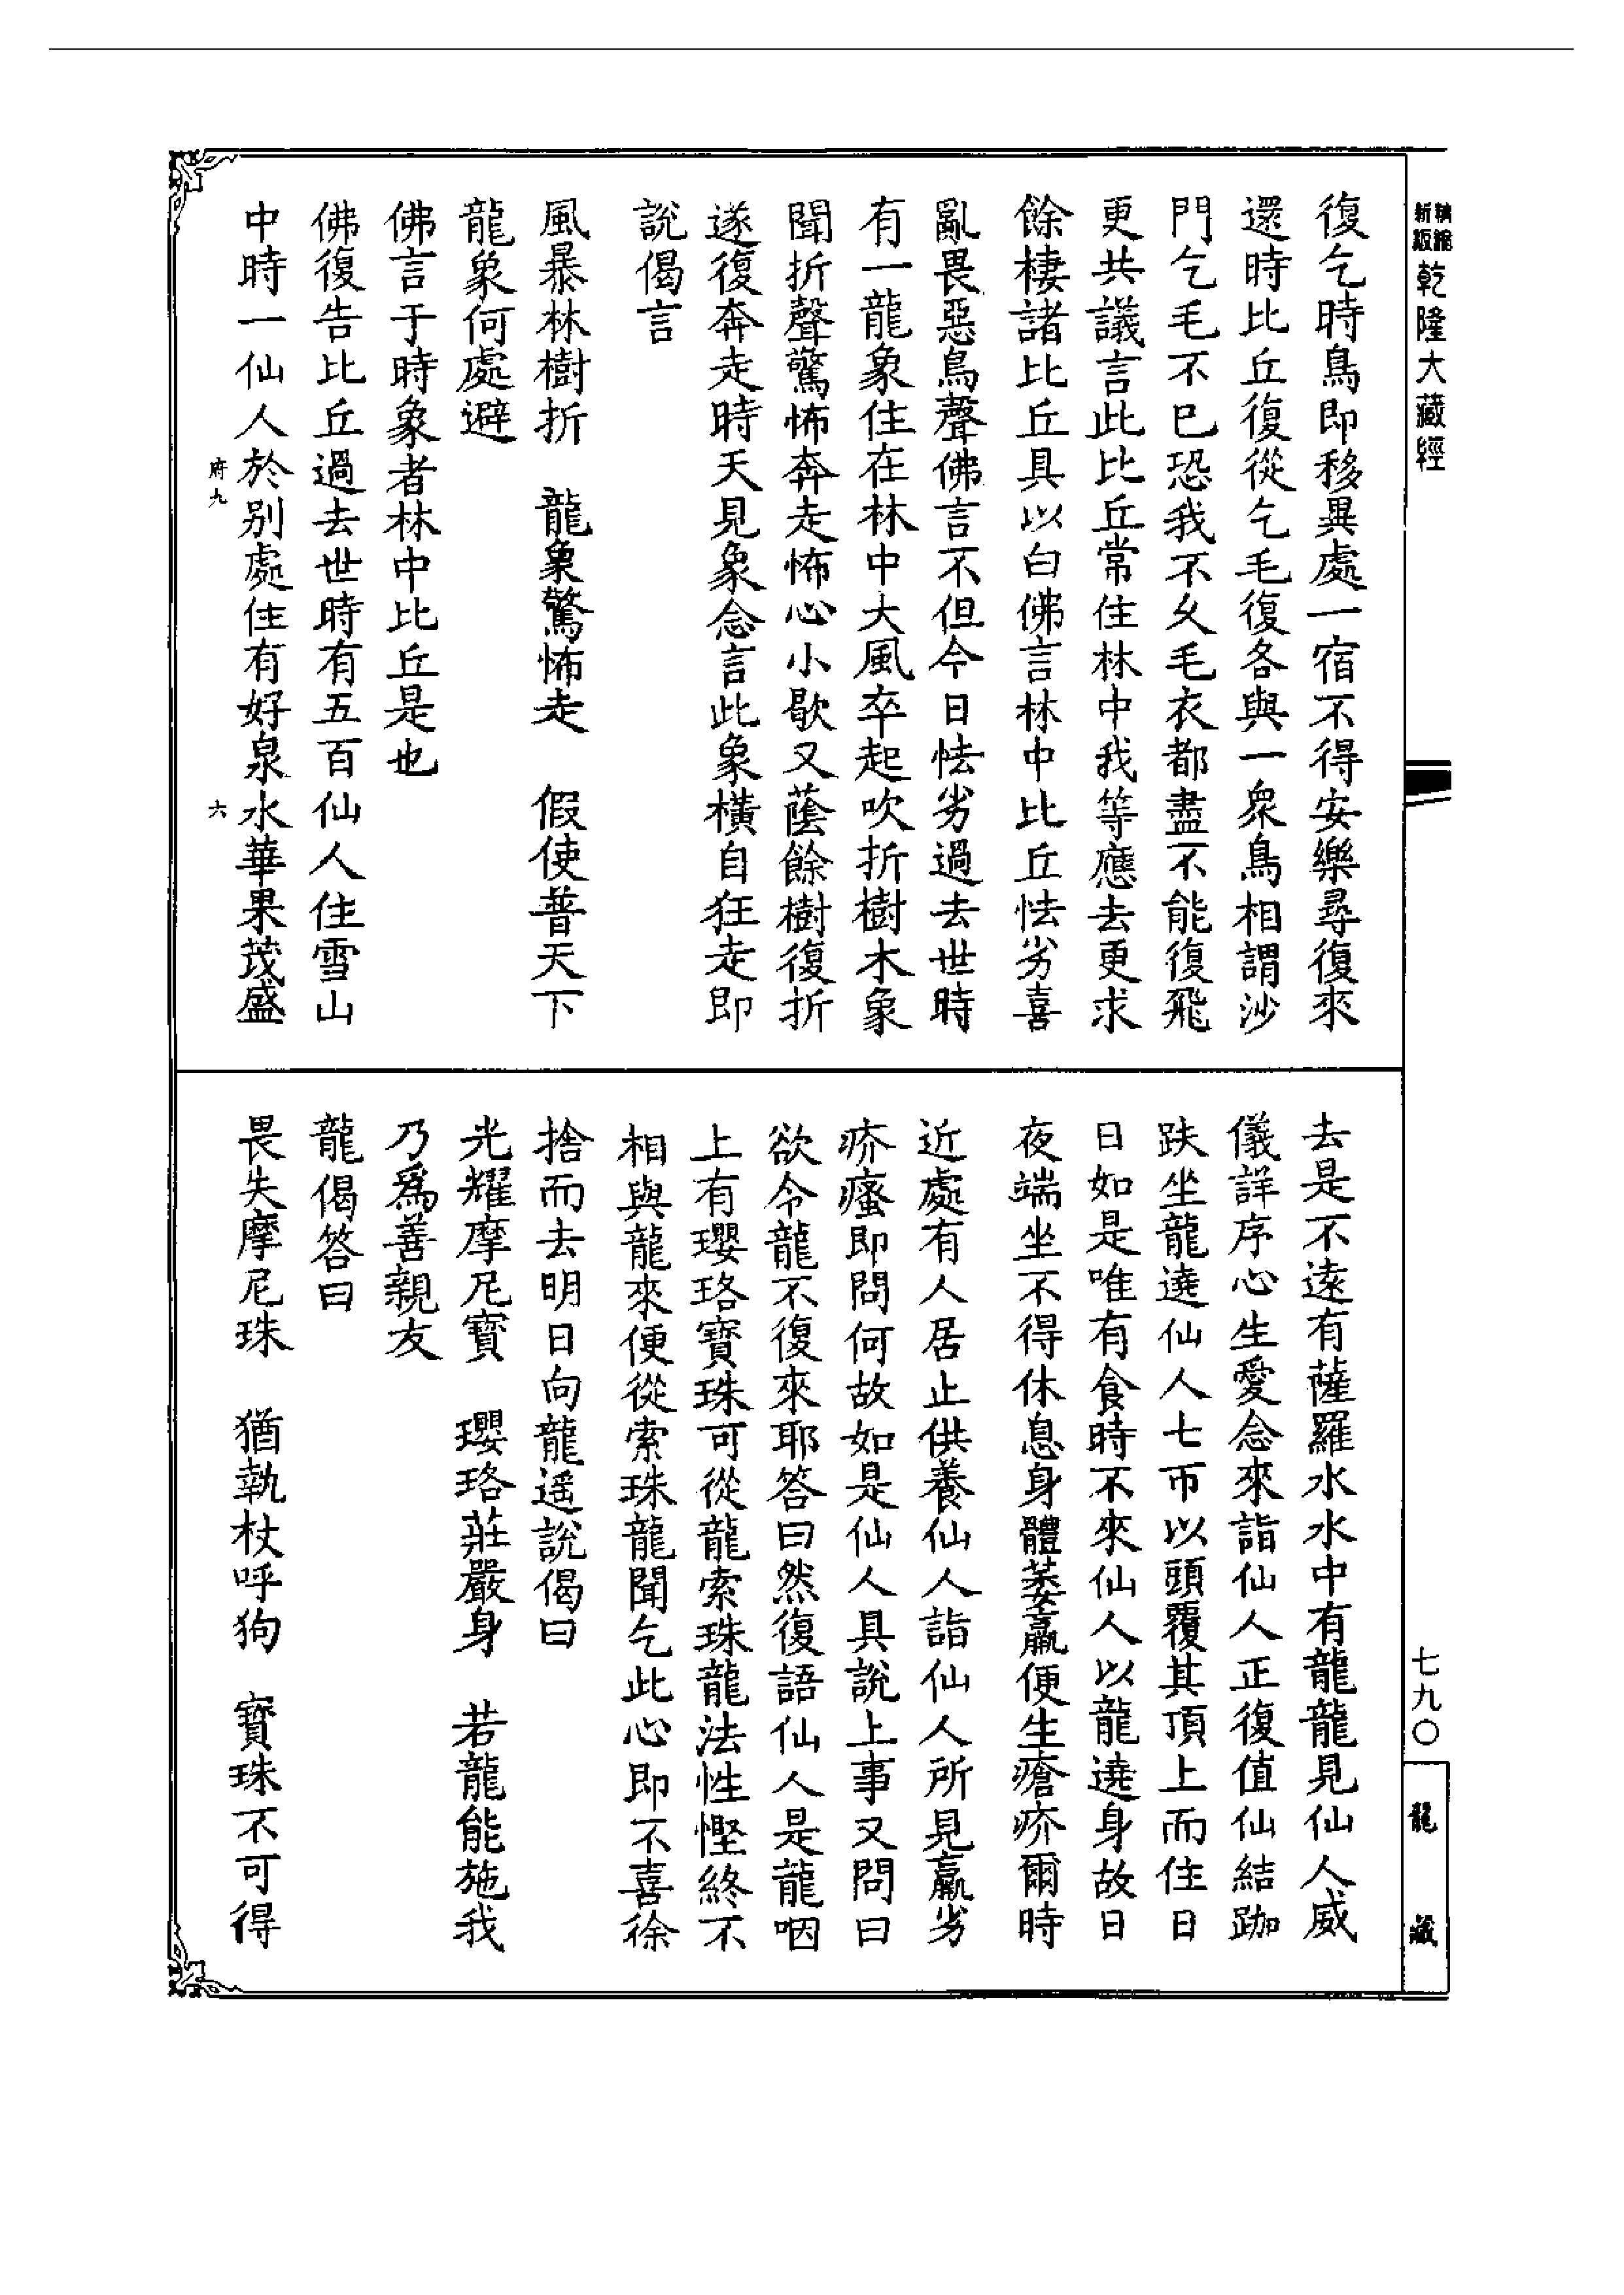 精縮新版乾隆大藏經
復乞時鳥即移異處一宿不得安樂尋復來
還時比丘復從乞毛復各與一衆鳥相謂沙
門乞毛不已恐我不久毛衣都盡不能復飛
更共議言此比丘常住林中我等應去更求
餘棲諸比丘具以白佛言林中比丘怯劣喜
亂畏惡鳥聲佛言不但今日怯劣過去世時
有一龍象住在林中大風卒起吹折樹木象
聞折聲驚怖奔走怖心小歇又蔭餘樹復折
遂復奔走時天見象念言此象橫自狂走即
說偈言
風暴林樹折　龍象驚怖走　假使普天下
龍象何處避
佛言于時象者林中比丘是也
佛復告比丘過去世時有五百仙人住雪山
中時一仙人於別處住有好泉水華果茂盛
府九　六
去是不遠有薩羅水水中有龍龍見仙人威
儀詳序心生愛念來詣仙人正復值仙結跏
趺坐龍遶仙人七帀以頭覆其頂上而住日
日如是唯有食時不來仙人以龍遶身故日
夜端坐不得休息身體萎羸便生瘡疥爾時
近處有人居止供養仙人詣仙人所見羸劣
疥瘙即問何故如是仙人具說上事又問曰
欲令龍不復來耶答曰然復語仙人是龍咽
上有瓔珞寶珠可從龍索珠龍法性慳終不
相與龍來便從索珠龍聞乞此心即不喜徐
捨而去明日向龍遥說偈曰
光耀摩尼寶　瓔珞莊嚴身　若龍能施我
乃爲善親友
龍偈答曰
畏失摩尼珠　猶執杖呼狗　寶珠不可得
七九〇
龍藏